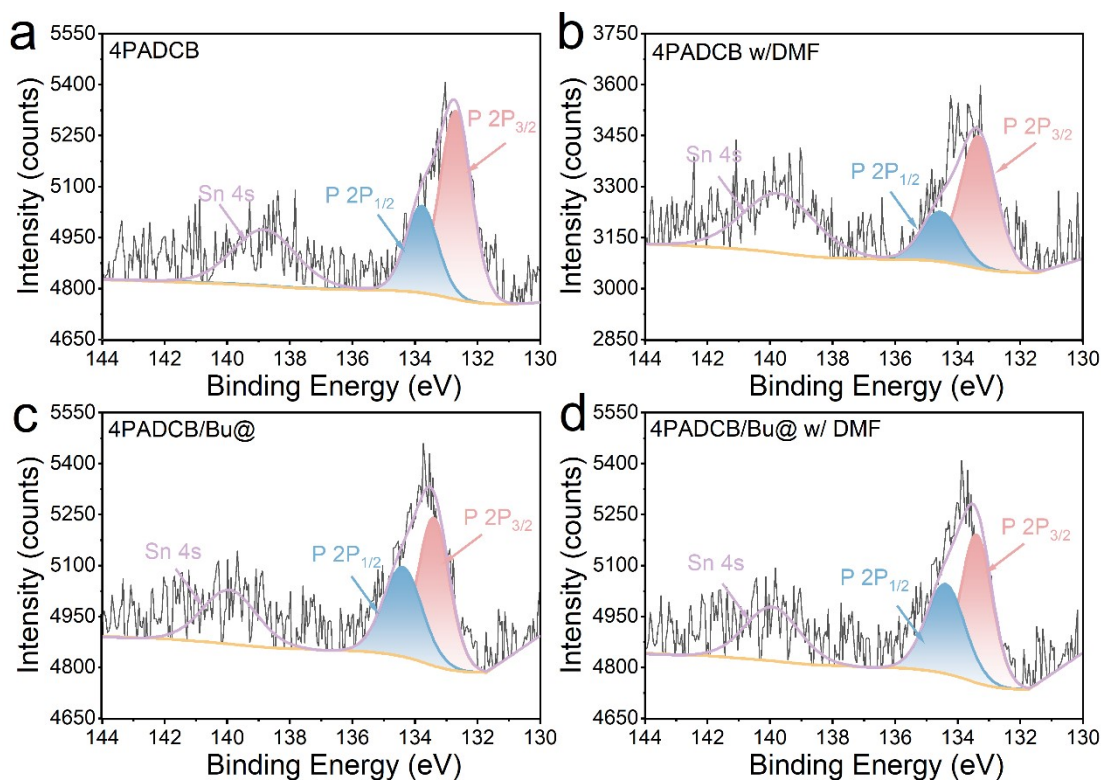 a
4PADCB
Intensity (counts)
5550
5400
5250
5100
4950
4800
4650
Sn 4s
P 2P1/2
P 2P3/2
144 142 140 138 136 134 132 130
Binding Energy (eV)
b
4PADCB w/DMF
Intensity (counts)
3750
3600
3450
3300
3150
3000
2850
Sn 4s
P 2P1/2
P 2P3/2
144 142 140 138 136 134 132 130
Binding Energy (eV)
c
4PADCB/Bu@
Intensity (counts)
5550
5400
5250
5100
4950
4800
4650
Sn 4s
P 2P1/2
P 2P3/2
144 142 140 138 136 134 132 130
Binding Energy (eV)
d
4PADCB/Bu@ w/ DMF
Intensity (counts)
5550
5400
5250
5100
4950
4800
4650
Sn 4s
P 2P1/2
P 2P3/2
144 142 140 138 136 134 132 130
Binding Energy (eV)